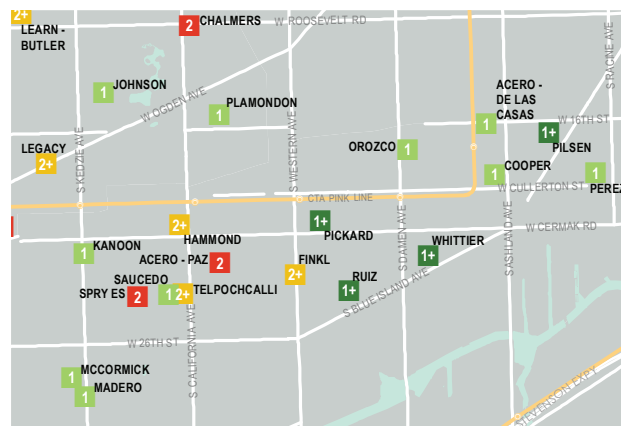 2+
LEARN -
BUTLER
2
CHALMERS
W ROOSEVELT RD
S RACINE AVE
1
JOHNSON
W OGDEN AVE
1
PLAMONDON
ACERO -
DE LAS
CASAS
1
W 16TH ST
1+
PILSEN
LEGACY
2+
S KEDZIE AVE
S WESTERN AVE
OROZCO
1
1
COOPER
1
PEREZ
W CULLERTON ST
CTA PINK LINE
S DAMEN AVE
S ASHLAND AVE
2+
HAMMOND
1+
PICKARD
W CERMAK RD
1
KANOON
ACERO - PAZ
2
WHITTIER
1+
SAUCEDO
SPRY ES
2
1
2+
TELPOCHCALLI
FINKL
2+
RUIZ
1+
S BLUE ISLAND AVE
W 26TH ST
S CALIFORNIA AVE
MCCORMICK
1
MADERO
1
STEVENSON EXPY